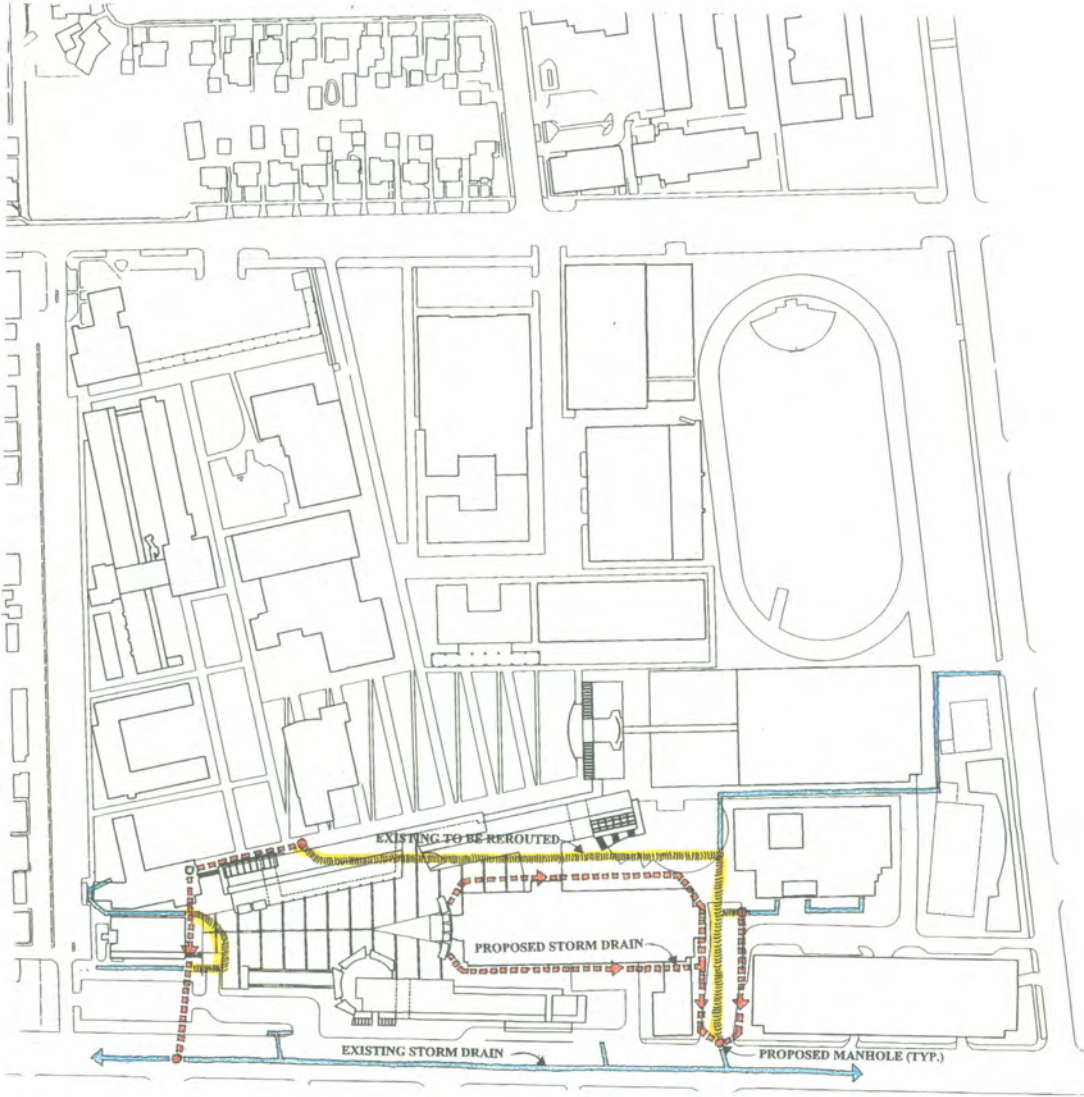 EXISTING TO BE REROUTED
PROPOSED STORM DRAIN
EXISTING STORM DRAIN
PROPOSED MANHOLE (TYP.)